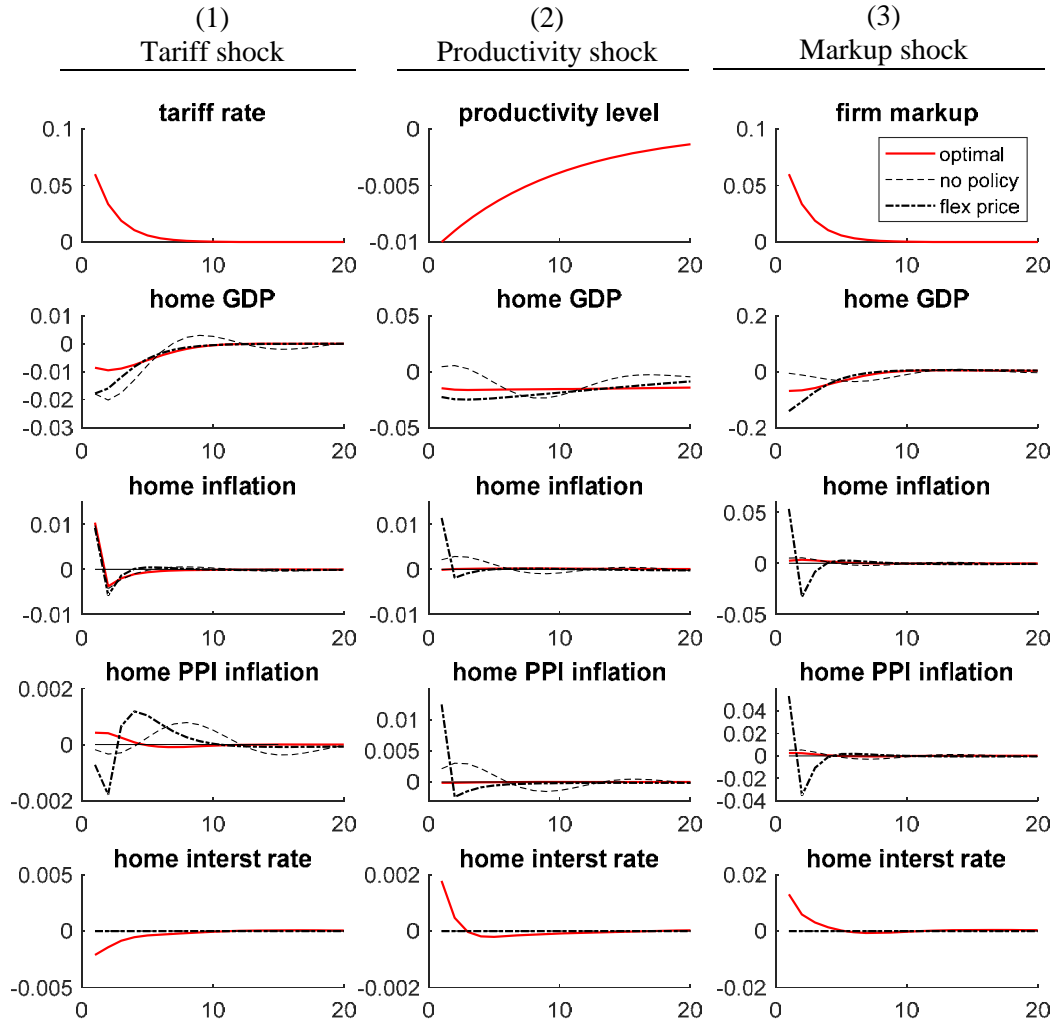 (1) (2) (3)
Tariff shock Productivity shock Markup shock
tariff rate productivity level firm markup
0.1 0 0.1
optimal
no policy
flex price
0.05 -0.005 0.05
0 -0.01 0
0 10 20 0 10 20 0 10 20
home GDP home GDP home GDP
0.01 0.05 0.2
0 0 0
-0.01
-0.02
-0.03 -0.05 -0.2
0 10 20 0 10 20 0 10 20
home inflation home inflation home inflation
0.01 0.01 0.05
0 0 0
-0.01 -0.01 -0.05
0 10 20 0 10 20 0 10 20
home PPI inflation home PPI inflation home PPI inflation
0.002 0.01 0.04
0.005 0.02
0 0 0
-0.02
-0.002 -0.04
0 10 20 0 10 20 0 10 20
home interst rate home interst rate home interst rate
0.005 0.002 0.02
0 0 0
-0.005 -0.002 -0.02
0 10 20 0 10 20 0 10 20